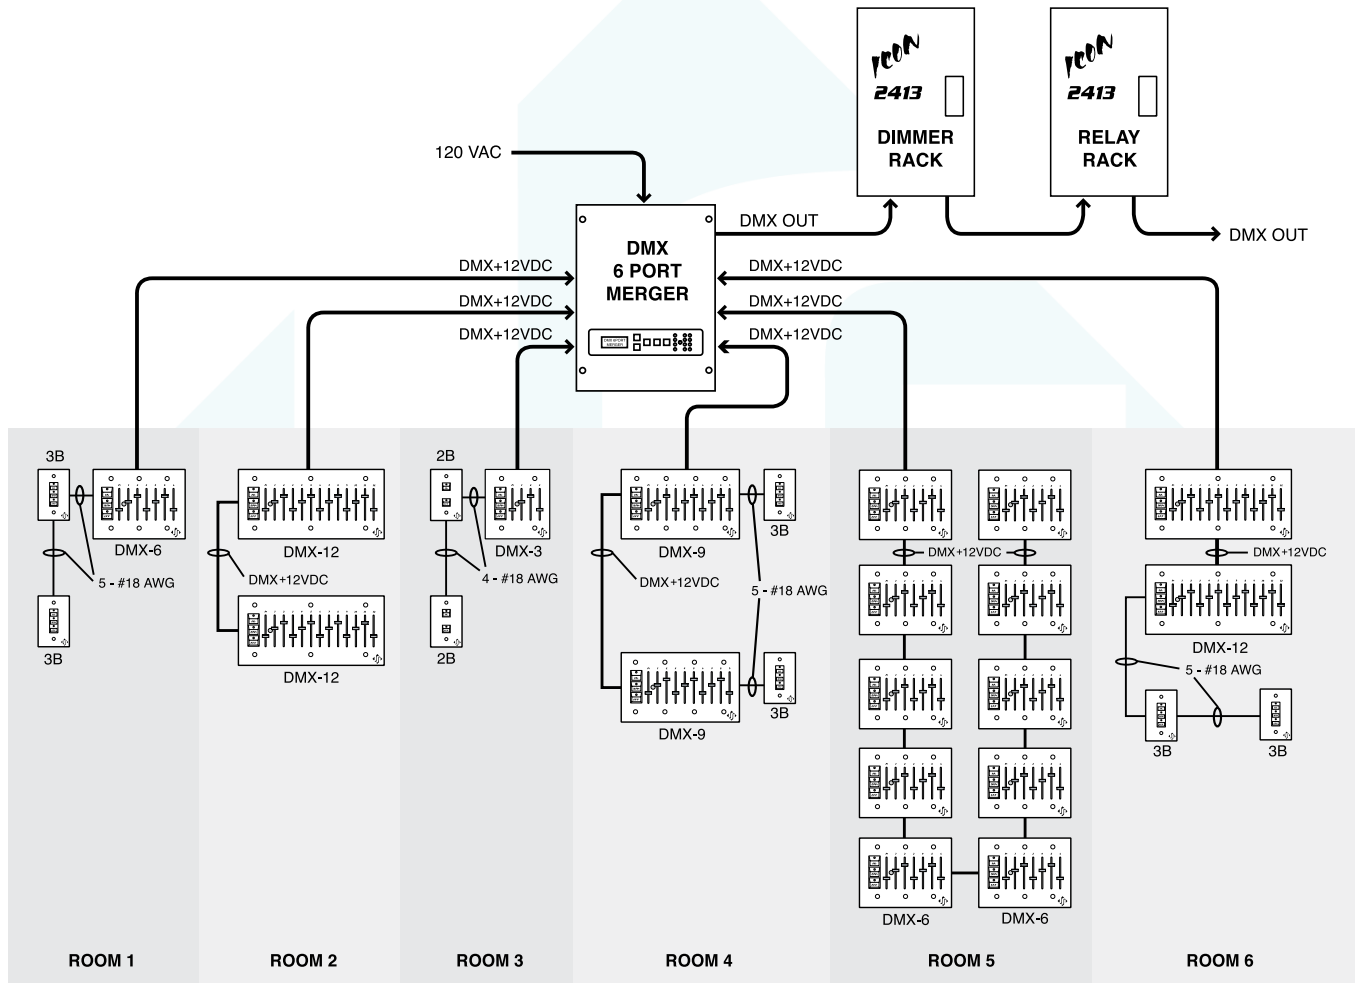 ICON
2413
DIMMER
RACK
ICON
2413
RELAY
RACK
120 VAC
DMX OUT
DMX OUT
DMX
6 PORT
MERGER
DMX 6PORT
MERGER
DMX+12VDC
DMX+12VDC
DMX+12VDC
DMX+12VDC
DMX+12VDC
DMX+12VDC
3B
DMX-6
5 - #18 AWG
3B
ROOM 1
DMX-12
DMX+12VDC
DMX-12
ROOM 2
2B
DMX-3
4 - #18 AWG
2B
ROOM 3
DMX-9
3B
DMX+12VDC
5 - #18 AWG
DMX-9
3B
ROOM 4
DMX+12VDC
DMX-6
DMX-6
ROOM 5
DMX+12VDC
DMX-12
5 - #18 AWG
3B
3B
ROOM 6